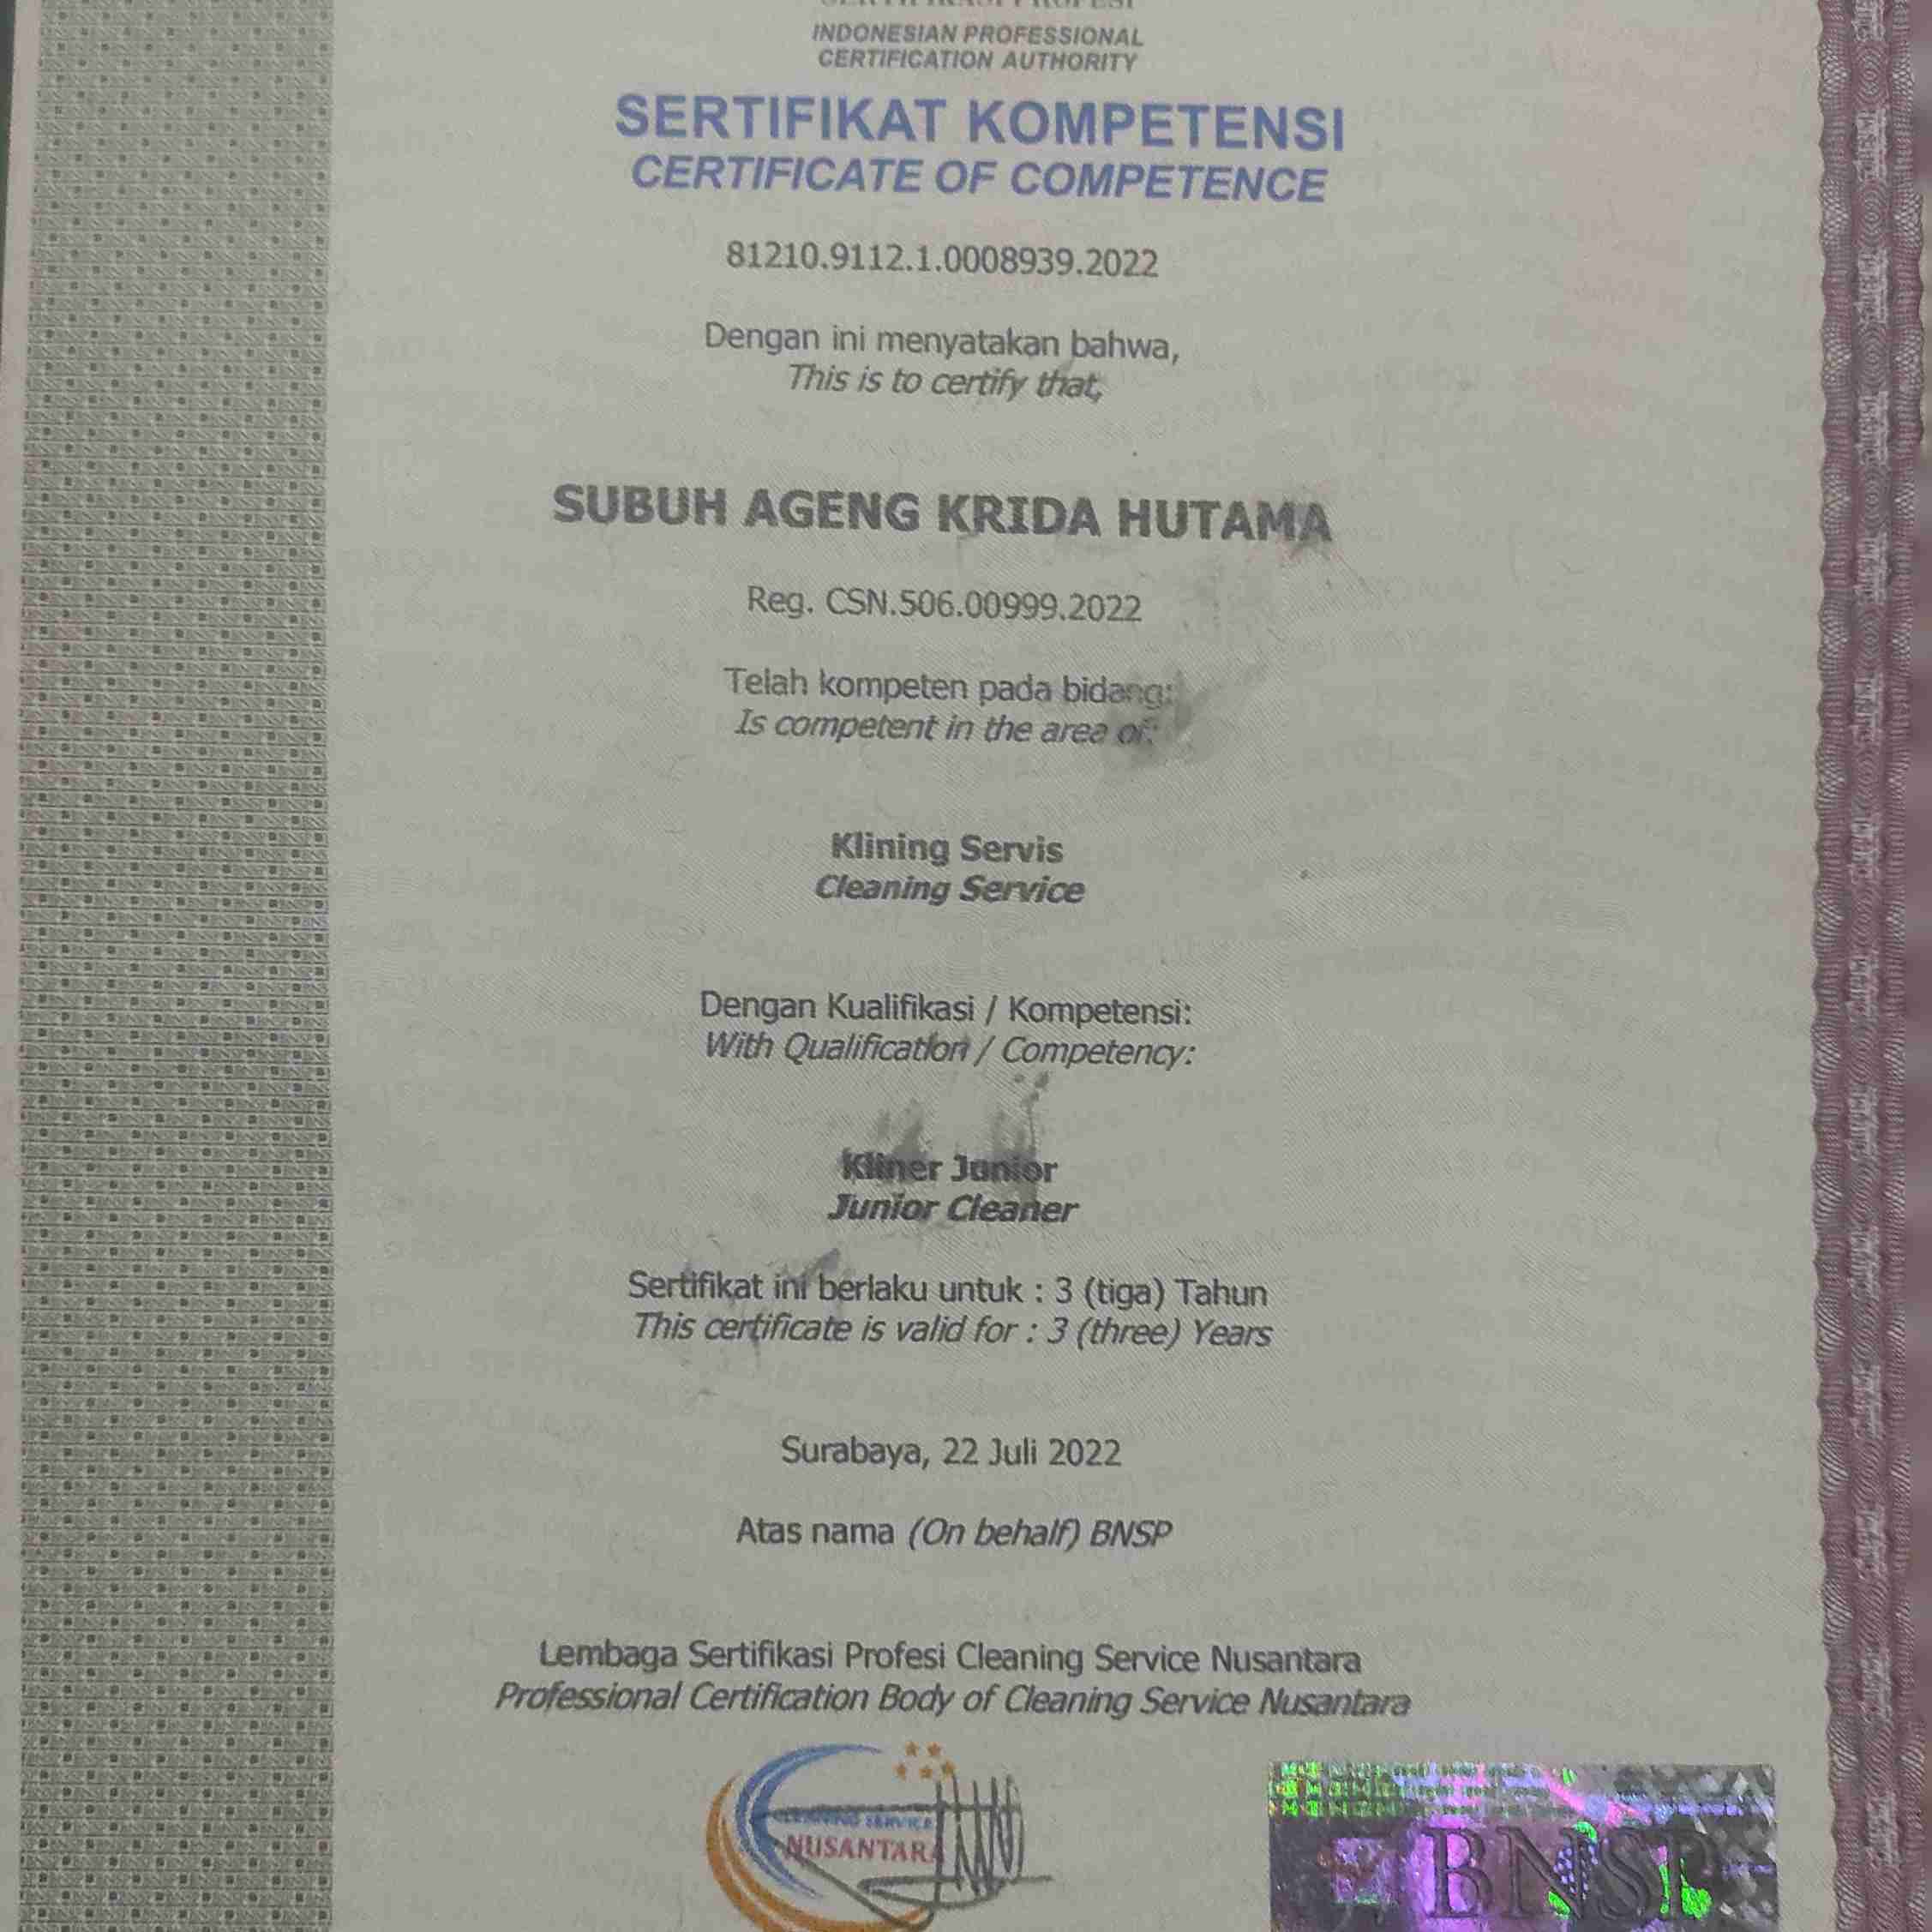 INDONESIAN PROFESSIONAL
CERTIFICATION AUTHORITY
SERTIFIKAT KOMPETENSI
CERTIFICATE OF COMPETENCE
81210.9112.1.0008939.2022
Dengan ini menyatakan bahwa,
This is to certify that,
SUBUH AGENG KRIDA HUTAMA
Reg. CSN.506.00999.2022
Telah kompeten pada bidang:
Is competent in the area of:
Klining Servis
Cleaning Service
Dengan Kualifikasi / Kompetensi:
With Qualification / Competency:
Kliner Junior
Junior Cleaner
Sertifikat ini berlaku untuk : 3 (tiga) Tahun
This certificate is valid for : 3 (three) Years
Surabaya, 22 Juli 2022
Atas nama (On behalf) BNSP
Lembaga Sertifikasi Profesi Cleaning Service Nusantara
Professional Certification Body of Cleaning Service Nusantara
CLEANING SERVICE
NUSANTARA
BNSP